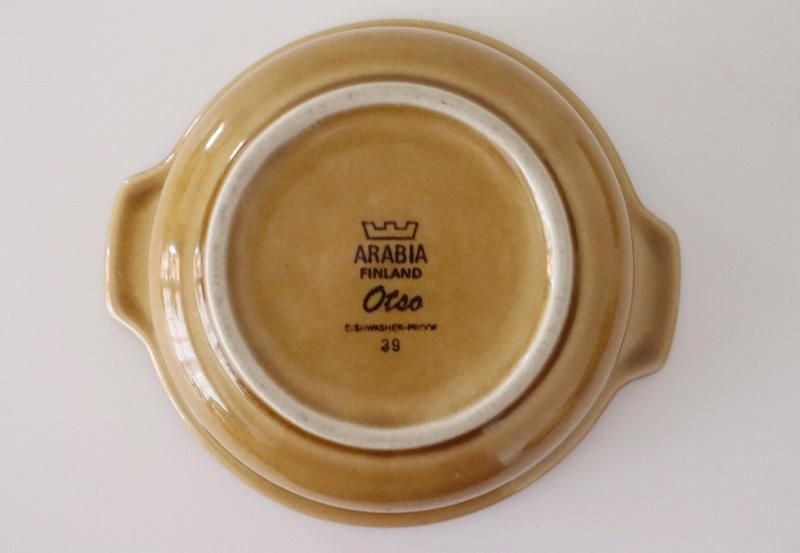 ARABIA
FINLAND
Otso
DISHWASHER-PROOF
39